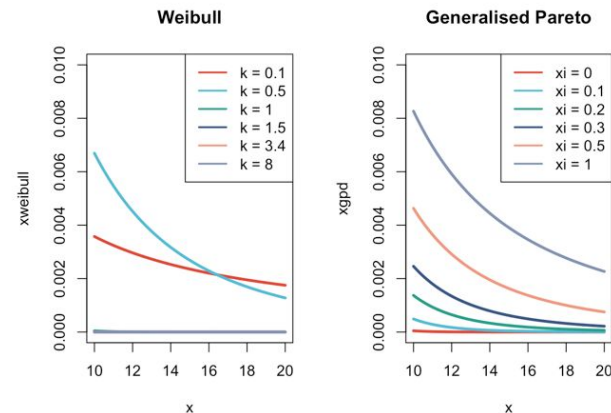 Weibull
xweibull
0.010
0.008
0.006
0.004
0.002
0.000
k = 0.1
k = 0.5
k = 1
k = 1.5
k = 3.4
k = 8
10 12 14 16 18 20
x
Generalised Pareto
xgpd
0.010
0.008
0.006
0.004
0.002
0.000
xi = 0
xi = 0.1
xi = 0.2
xi = 0.3
xi = 0.5
xi = 1
10 12 14 16 18 20
x